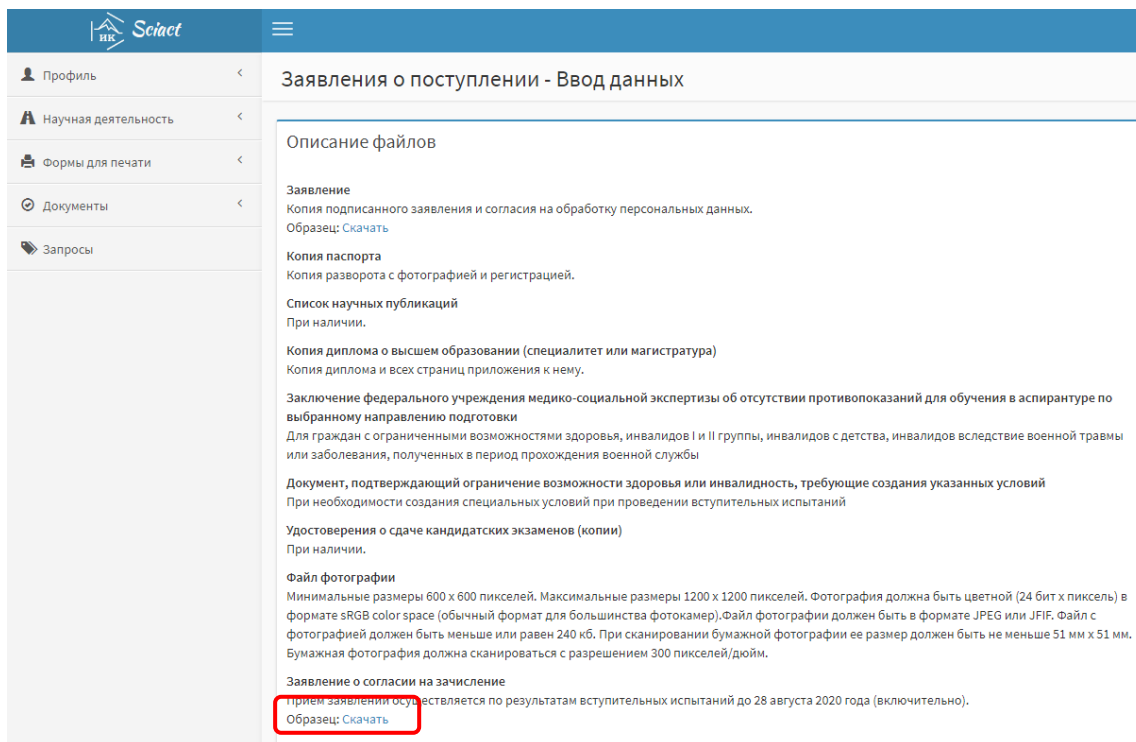 ИК Sciact
Профиль
Научная деятельность
Формы для печати
Документы
Запросы
Заявления о поступлении - Ввод данных
Описание файлов
Заявление
Копия подписанного заявления и согласия на обработку персональных данных.
Образец: Скачать
Копия паспорта
Копия разворота с фотографией и регистрацией.
Список научных публикаций
При наличии.
Копия диплома о высшем образовании (специалитет или магистратура)
Копия диплома и всех страниц приложения к нему.
Заключение федерального учреждения медико-социальной экспертизы об отсутствии противопоказаний для обучения в аспирантуре по
выбранному направлению подготовки
Для граждан с ограниченными возможностями здоровья, инвалидов I и II группы, инвалидов с детства, инвалидов вследствие военной травмы
или заболевания, полученных в период прохождения военной службы
Документ, подтверждающий ограничение возможности здоровья или инвалидность, требующие создания указанных условий
При необходимости создания специальных условий при проведении вступительных испытаний
Удостоверения о сдаче кандидатских экзаменов (копии)
При наличии.
Файл фотографии
Минимальные размеры 600 x 600 пикселей. Максимальные размеры 1200 x 1200 пикселей. Фотография должна быть цветной (24 бит x пиксель) в
формате sRGB color space (обычный формат для большинства фотокамер).Файл фотографии должен быть в формате JPEG или JFIF. Файл с
фотографией должен быть меньше или равен 240 кб. При сканировании бумажной фотографии ее размер должен быть не меньше 51 мм x 51 мм.
Бумажная фотография должна сканироваться с разрешением 300 пикселей/дюйм.
Заявление о согласии на зачисление
Прием заявлений осуществляется по результатам вступительных испытаний до 28 августа 2020 года (включительно).
Образец: Скачать